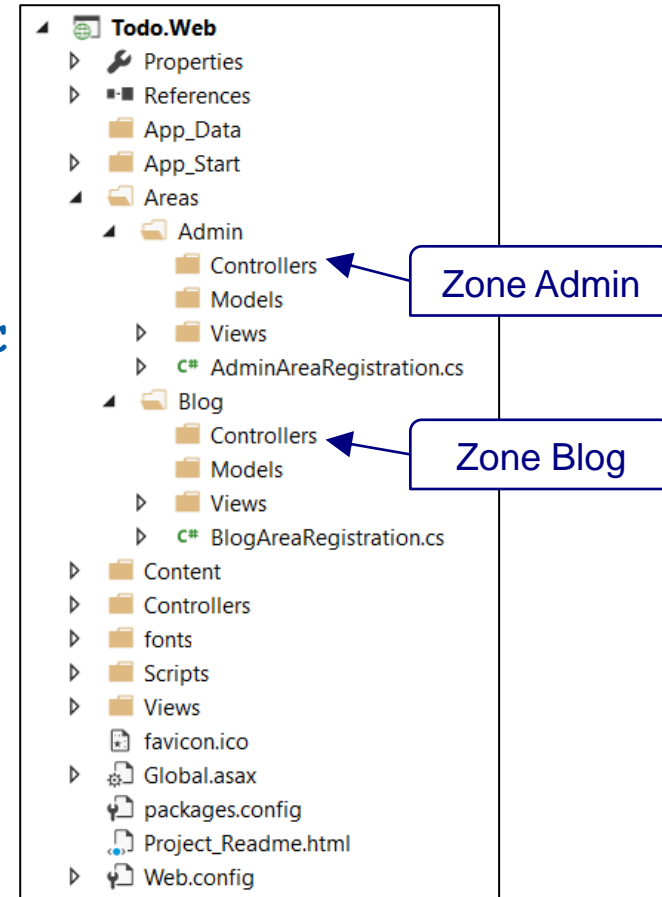 Todo.Web
Properties
References
App_Data
App_Start
Areas
Admin
Controllers
Zone Admin
Models
Views
C# AdminAreaRegistration.cs
Blog
Controllers
Zone Blog
Models
Views
C# BlogAreaRegistration.cs
Content
Controllers
fonts
Scripts
Views
favicon.ico
Global.asax
packages.config
Project_Readme.html
Web.config